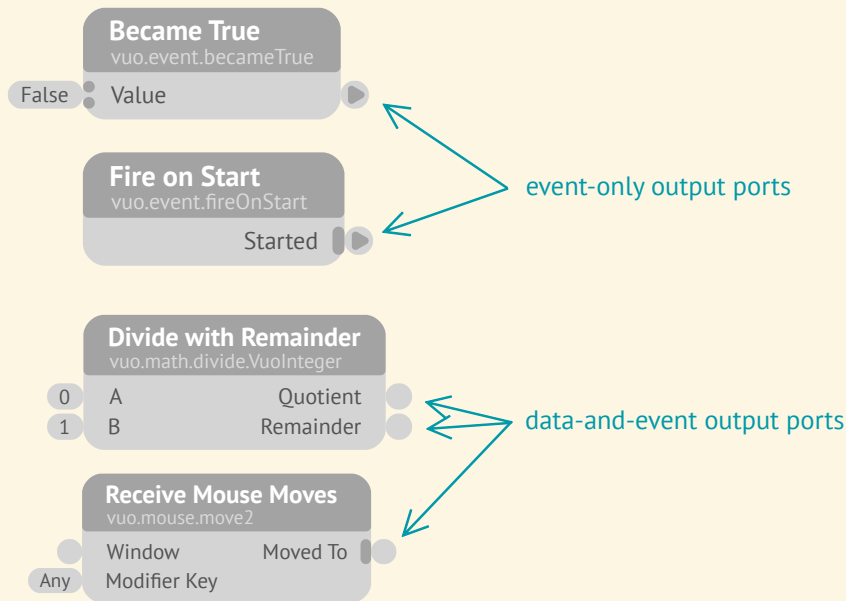 Became True
vuo.event.becameTrue
False Value
Fire on Start
vuo.event.fireOnStart
Started
event-only output ports
Divide with Remainder
vuo.math.divide.VuoInteger
0 A Quotient
1 B Remainder
data-and-event output ports
Receive Mouse Moves
vuo.mouse.move2
Window Moved To
Any Modifier Key